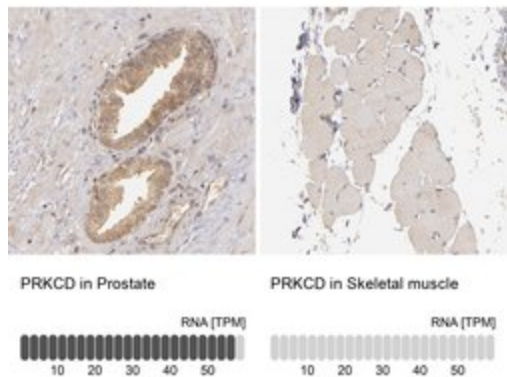 PRKCD in Prostate
PRKCD in Skeletal muscle
RNA [TPM]
RNA [TPM]
10 20 30 40 50
10 20 30 40 50